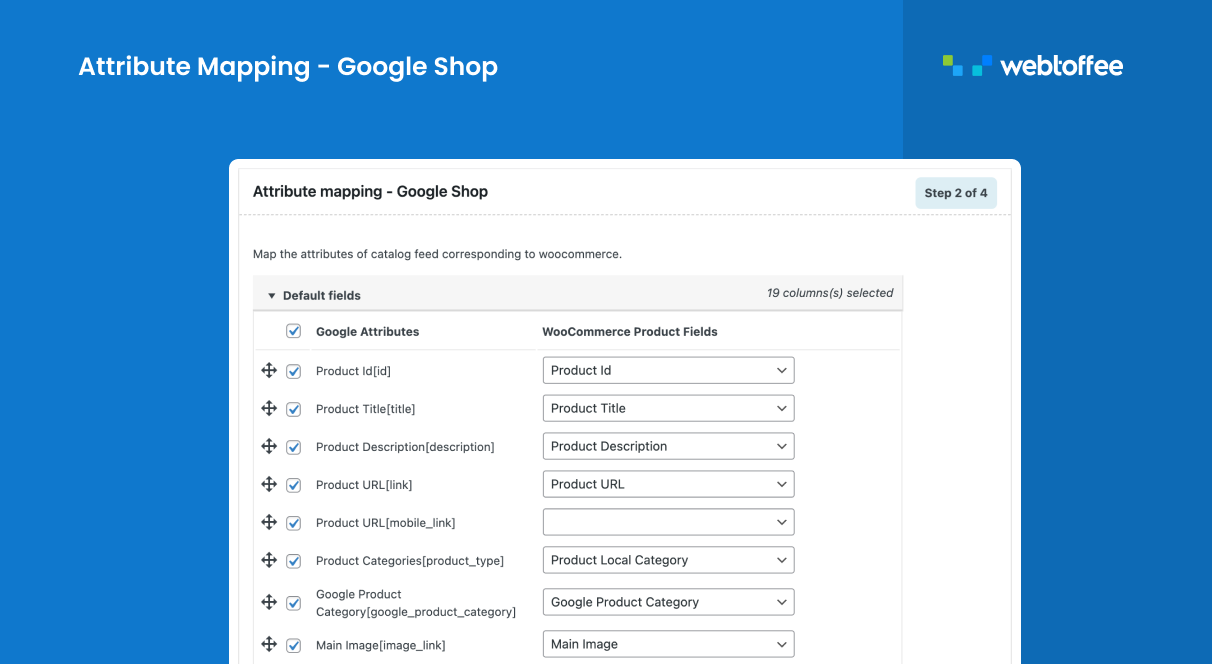 Attribute Mapping - Google Shop
webtoffee
Attribute mapping - Google Shop
Step 2 of 4
Map the attributes of catalog feed corresponding to woocommerce.
Default fields
19 columns(s) selected
Google Attributes
WooCommerce Product Fields
Product Id[id]
Product Id
Product Title[title]
Product Title
Product Description[description]
Product Description
Product URL[link]
Product URL
Product URL[mobile_link]
Product Categories[product_type]
Product Local Category
Google Product
Category[google_product_category]
Google Product Category
Main Image[image_link]
Main Image